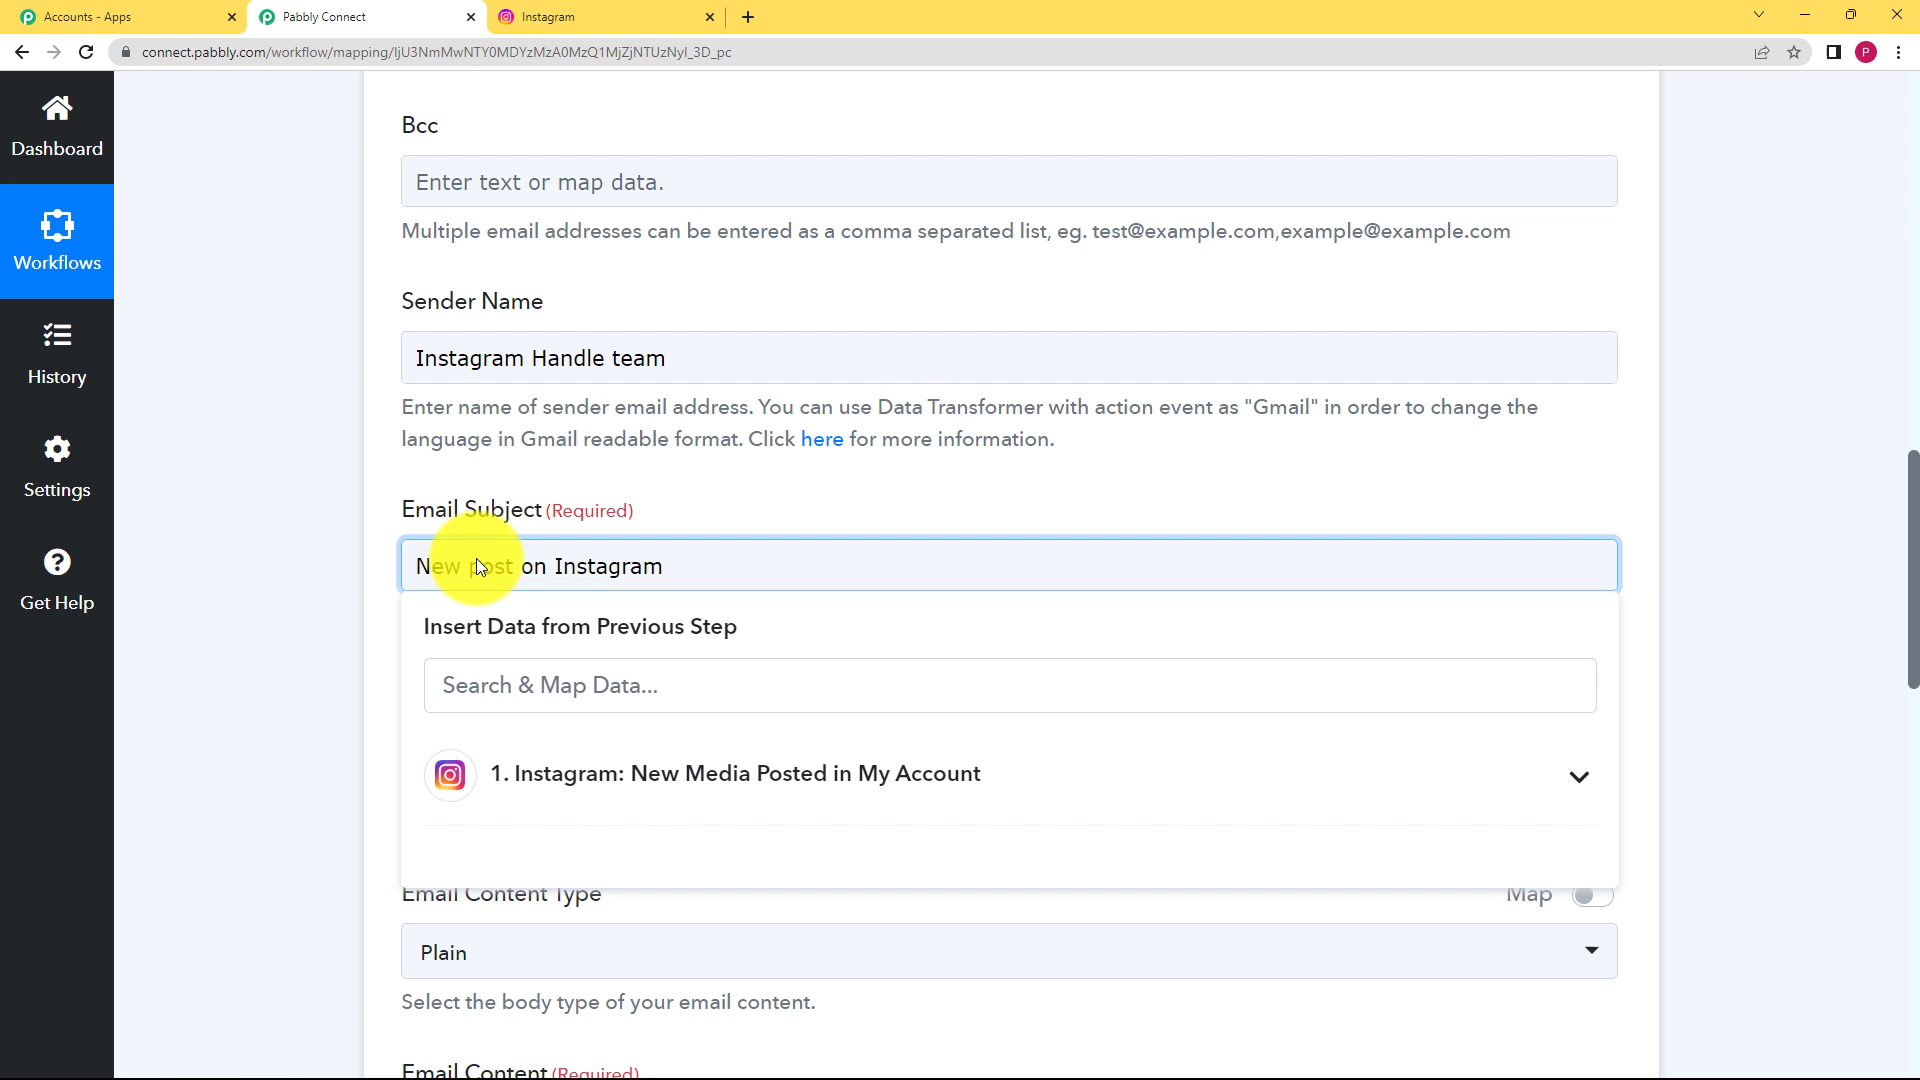 Accounts - Apps
Pabbly Connect
Instagram
connect.pabbly.com/workflow/mapping/IjU3NmMwNTY0MDYzMzA0MzQ1MjZjNTUzNyI_3D_pc
P
Dashboard
Workflows
History
Settings
Get Help
Bcc
Enter text or map data.
Multiple email addresses can be entered as a comma separated list, eg. test@example.com,example@example.com
Sender Name
Instagram Handle team
Enter name of sender email address. You can use Data Transformer with action event as "Gmail" in order to change the
language in Gmail readable format. Click here for more information.
Email Subject (Required)
New post on Instagram
Insert Data from Previous Step
Search & Map Data...
1. Instagram: New Media Posted in My Account
Email Content Type
Map
Plain
Select the body type of your email content.
Email Content (Required)